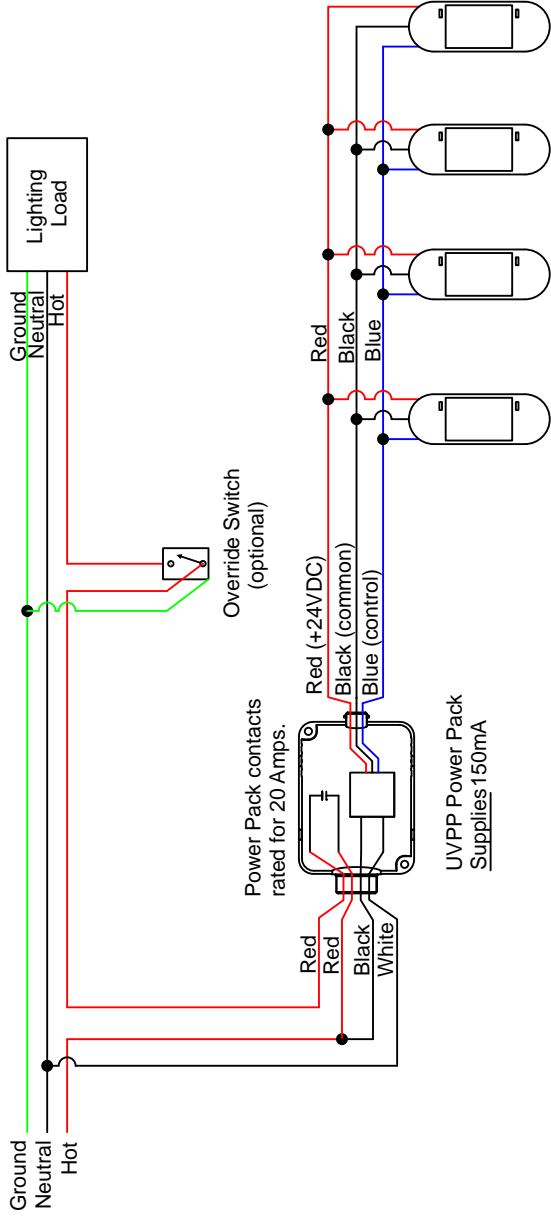 Ground
Neutral
Hot
Ground
Neutral
Hot
Lighting
Load
Override Switch
(optional)
Power Pack contacts
rated for 20 Amps.
Red
Red
Black
White
Red (+24VDC)
Black (common)
Blue (control)
Red
Black
Blue
UVPP Power Pack
Supplies150mA